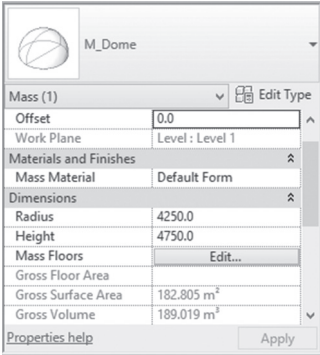 M_Dome
Mass (1) Edit Type
Offset 0.0
Work Plane Level : Level 1
Materials and Finishes
Mass Material Default Form
Dimensions
Radius 4250.0
Height 4750.0
Mass Floors Edit...
Gross Floor Area
Gross Surface Area 182.805 m²
Gross Volume 189.019 m³
Properties help Apply